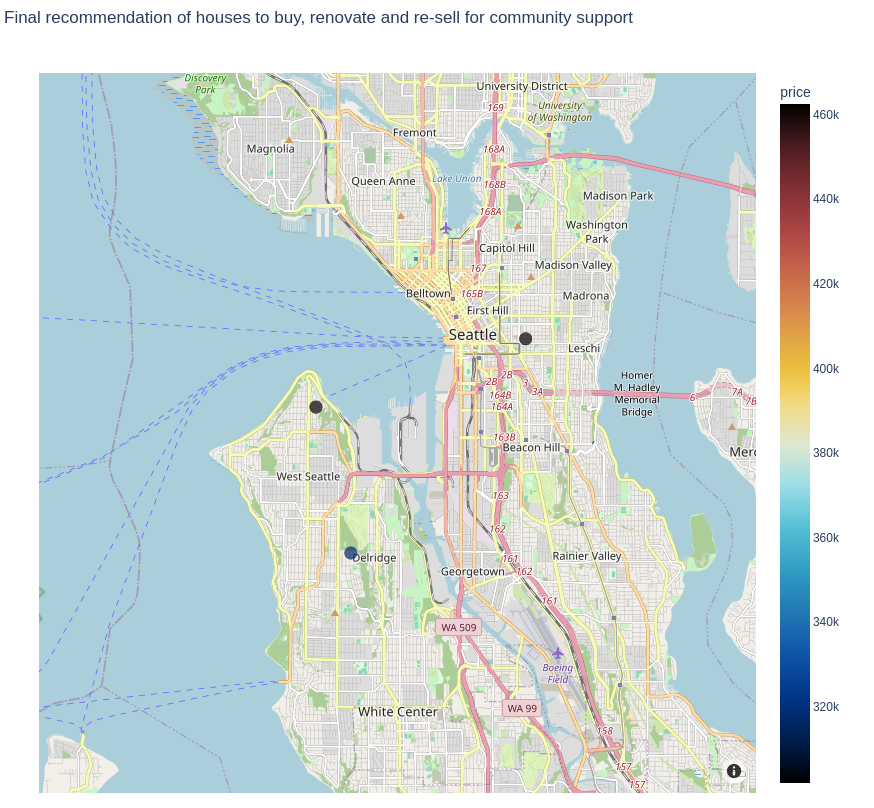 Final recommendation of houses to buy, renovate and re-sell for community support
Discovery
Park
University District
169
University
of Washington
Fremont
168A
Magnolia
Queen Anne
Lake Union
168B
Madison Park
168A
Washington
Park
Capitol Hill
167
Madison Valley
Belltown
165B
Madrona
First Hill
Seattle
Leschi
2B
2B
3
3A
Homer
M. Hadley
Memorial
Bridge
6
7A
7B
164B
164A
163B
Beacon Hill
Merc
West Seattle
163
162
Delridge
161
Rainier Valley
Georgetown
162
161
WA 509
Boeing
Field
White Center
WA 99
158
157
157
price
460k
440k
420k
400k
380k
360k
340k
320k